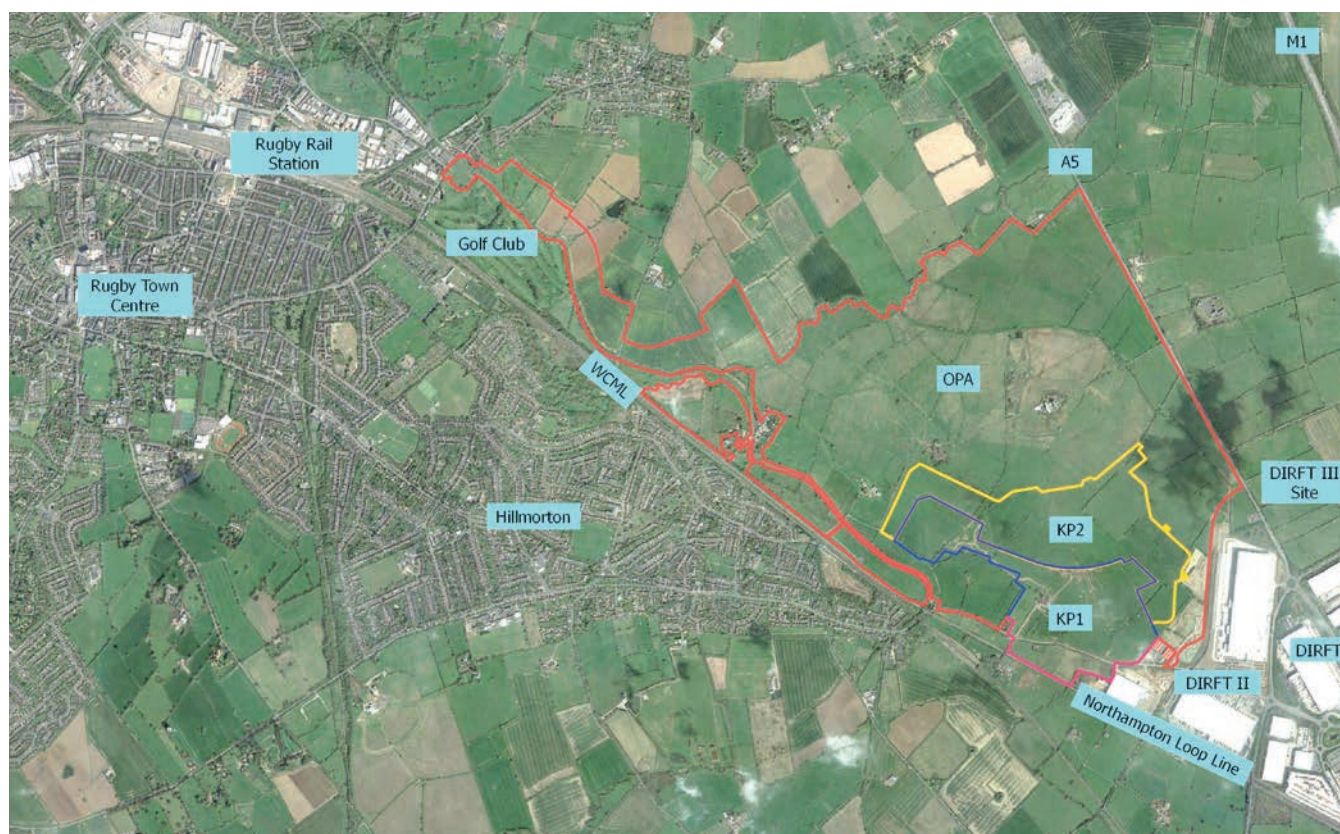 M1
Rugby Rail
Station
A5
Golf Club
Rugby Town
Centre
WCML
OPA
DIRFT III
Site
Hillmorton
KP2
KP1
DIRFT
DIRFT II
Northampton Loop Line